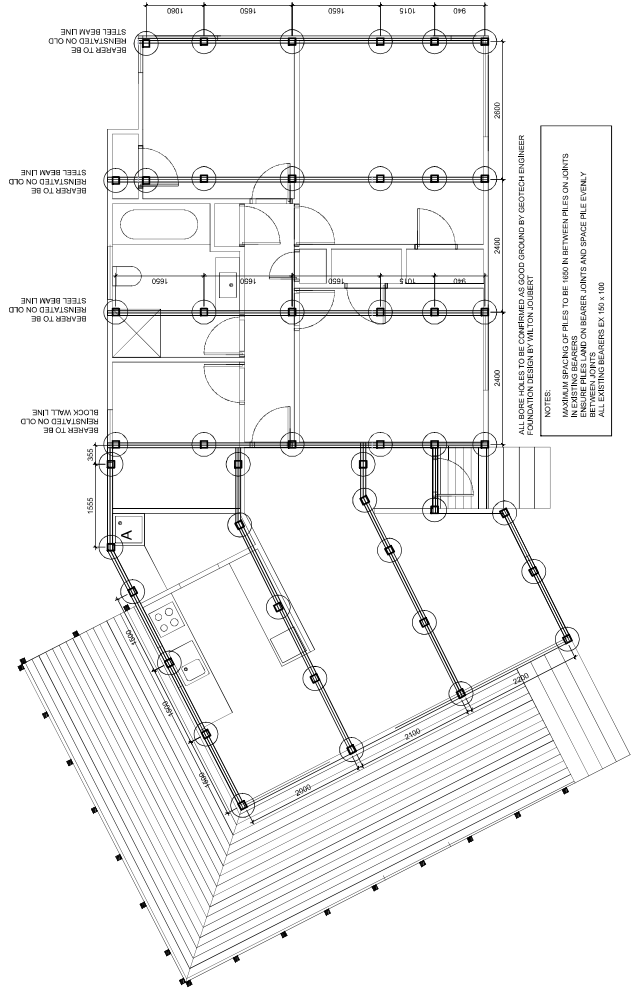 BEARER TO BE
REINSTATED ON OLD
STEEL BEAM LINE
BEARER TO BE
REINSTATED ON OLD
STEEL BEAM LINE
BEARER TO BE
REINSTATED ON OLD
STEEL BEAM LINE
BEARER TO BE
REINSTATED ON OLD
BLOCK WALL LINE
1060
1650
1650
1015
940
2600
2400
2400
1650
1650
1650
1015
940
355
1555
A
1500
1500
1500
2000
2100
2200
ALL BORE HOLES TO BE CONFIRMED AS GOOD GROUND BY GEOTECH ENGINEER
FOUNDATION DESIGN BY WILTON JOUBERT
NOTES:
MAXIMUM SPACING OF PILES TO BE 1650 IN BETWEEN PILES ON JOINTS
IN EXISTING BEARERS
ENSURE PILES LAND ON BEARER JOINTS AND SPACE PILE EVENLY
BETWEEN JOINTS
ALL EXISTING BEARERS EX 150 x 100